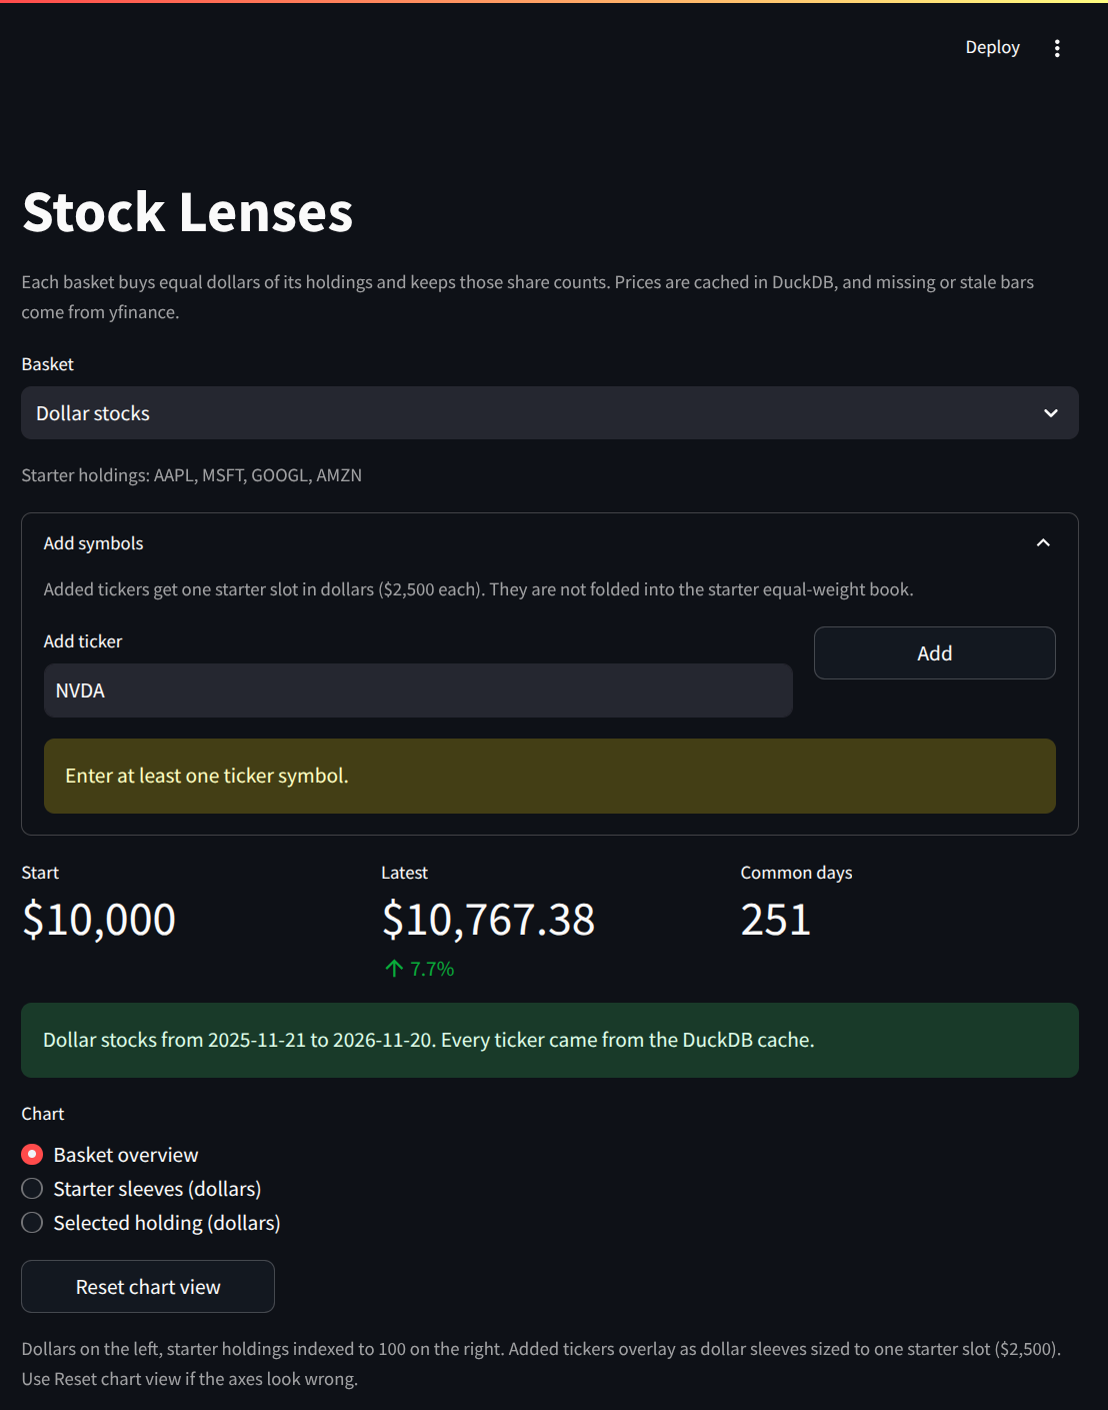 Deploy
Stock Lenses
Each basket buys equal dollars of its holdings and keeps those share counts. Prices are cached in DuckDB, and missing or stale bars
come from yfinance.
Basket
Dollar stocks
Starter holdings: AAPL, MSFT, GOOGL, AMZN
Add symbols
Added tickers get one starter slot in dollars ($2,500 each). They are not folded into the starter equal-weight book.
Add ticker
Add
NVDA
Enter at least one ticker symbol.
Start
Latest
Common days
$10,000
$10,767.38
251
7.7%
Dollar stocks from 2025-11-21 to 2026-11-20. Every ticker came from the DuckDB cache.
Chart
Basket overview
Starter sleeves (dollars)
Selected holding (dollars)
Reset chart view
Dollars on the left, starter holdings indexed to 100 on the right. Added tickers overlay as dollar sleeves sized to one starter slot ($2,500).
Use Reset chart view if the axes look wrong.